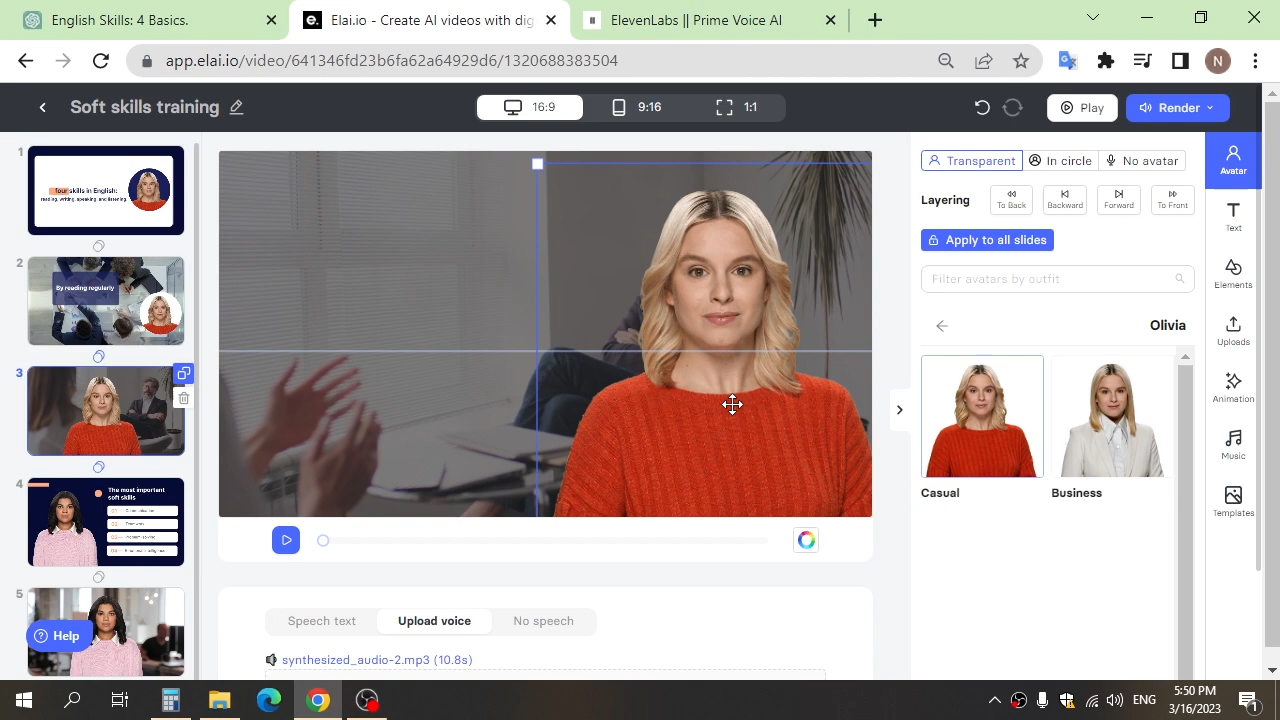 English Skills: 4 Basics.
Elai.io - Create AI videos with dig
ElevenLabs || Prime Voice AI
app.elai.io/video/641346fd23b6fa62ae4929d6/1320688383504
N
Soft skills training
16:9
9:16
1:1
Play
Render
1
four skills in English:
reading, writing, speaking, and listening.
2
By reading regularly
3
4
The most important
soft skills
5
Help
Speech text
Upload voice
No speech
synthesized_audio-2.mp3 (10.8s)
Transparent
In circle
No avatar
Layering
To Back
Backward
Forward
To Front
Apply to all slides
Filter avatars by outfit
Olivia
Casual
Business
Avatar
Text
Elements
Uploads
Animation
Music
Templates
ENG
5:50 PM
3/16/2023
1